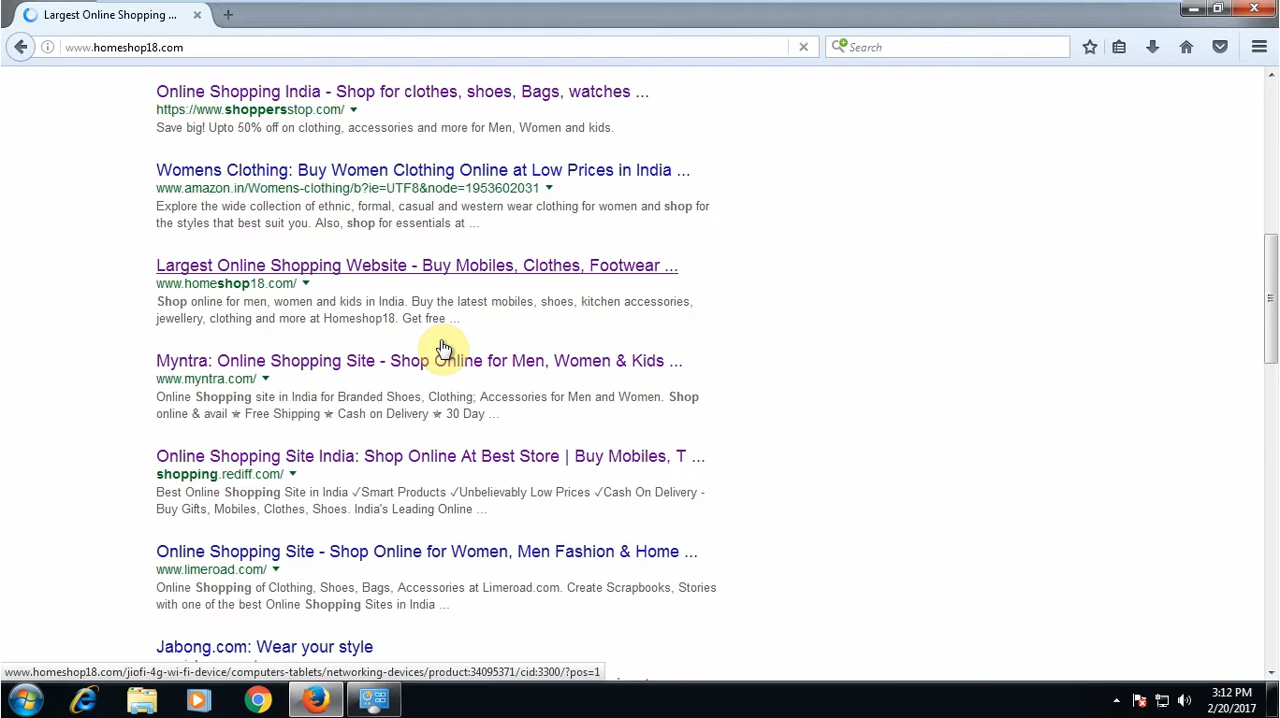 Largest Online Shopping ...
www.homeshop18.com
Search
Online Shopping India - Shop for clothes, shoes, Bags, watches ...
https://www.shoppersstop.com/
Save big! Upto 50% off on clothing, accessories and more for Men, Women and kids.
Womens Clothing: Buy Women Clothing Online at Low Prices in India ...
www.amazon.in/Womens-clothing/b?ie=UTF8&node=1953602031
Explore the wide collection of ethnic, formal, casual and western wear clothing for women and shop for
the styles that best suit you. Also, shop for essentials at ...
Largest Online Shopping Website - Buy Mobiles, Clothes, Footwear ...
www.homeshop18.com/
Shop online for men, women and kids in India. Buy the latest mobiles, shoes, kitchen accessories,
jewellery, clothing and more at Homeshop18. Get free ...
Myntra: Online Shopping Site - Shop Online for Men, Women & Kids ...
www.myntra.com/
Online Shopping site in India for Branded Shoes, Clothing; Accessories for Men and Women. Shop
online & avail ✯ Free Shipping ✯ Cash on Delivery ✯ 30 Day ...
Online Shopping Site India: Shop Online At Best Store | Buy Mobiles, T ...
shopping.rediff.com/
Best Online Shopping Site in India ✓Smart Products ✓Unbelievably Low Prices ✓Cash On Delivery -
Buy Gifts, Mobiles, Clothes, Shoes. India's Leading Online ...
Online Shopping Site - Shop Online for Women, Men Fashion & Home ...
www.limeroad.com/
Online Shopping of Clothing, Shoes, Bags, Accessories at Limeroad.com. Create Scrapbooks, Stories
with one of the best Online Shopping Sites in India ...
Jabong.com: Wear your style
www.homeshop18.com/jiofi-4g-wi-fi-device/computers-tablets/networking-devices/product:34095371/cid:3300/?pos=1
3:12 PM
2/20/2017